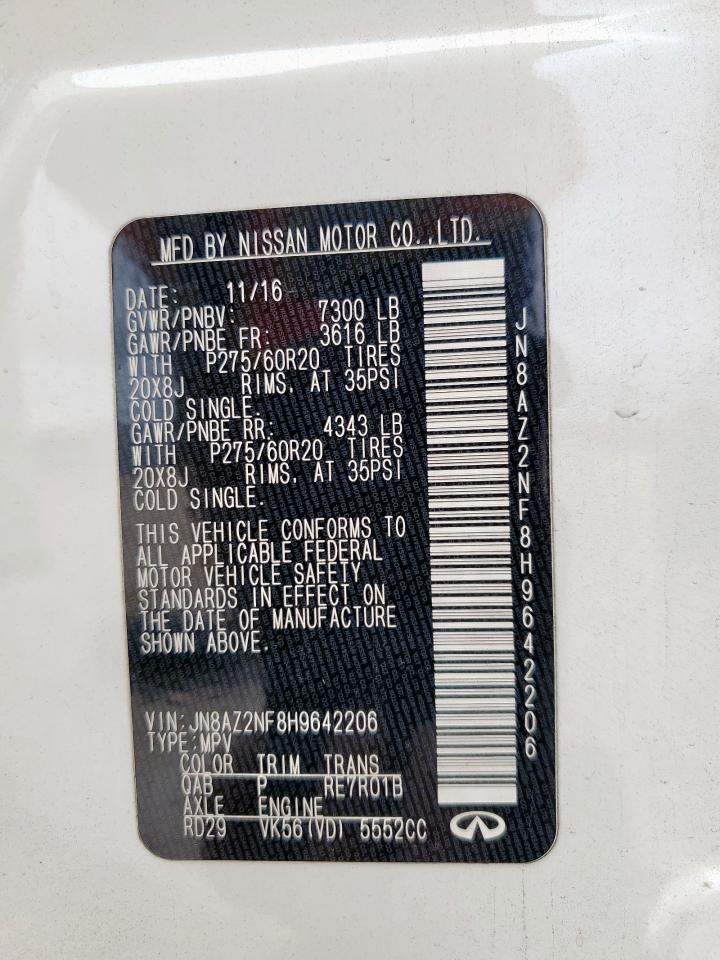 MFD BY NISSAN MOTOR CO.,LTD.
DATE: 11/16
GVWR/PNBV: 7300 LB
GAWR/PNBE FR: 3616 LB
WITH P275/60R20 TIRES
20X8J RIMS, AT 35PSI
COLD SINGLE.
GAWR/PNBE RR: 4343 LB
WITH P275/60R20 TIRES
20X8J RIMS, AT 35PSI
COLD SINGLE.
THIS VEHICLE CONFORMS TO
ALL APPLICABLE FEDERAL
MOTOR VEHICLE SAFETY
STANDARDS IN EFFECT ON
THE DATE OF MANUFACTURE
SHOWN ABOVE.
VIN:JN8AZ2NF8H9642206
TYPE:MPV
COLOR TRIM TRANS
QAB P RE7R01B
AXLE ENGINE
RD29 VK56(VD) 5552CC
JN8AZ2NF8H9642206